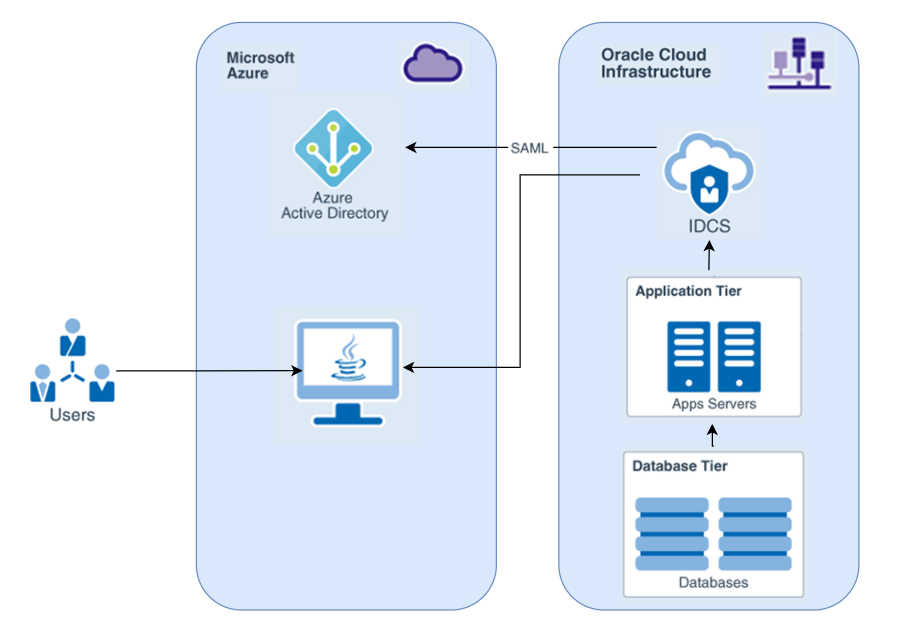 Microsoft
Azure
Oracle Cloud
Infrastructure
SAML
Azure
Active Directory
IDCS
Application Tier
Apps Servers
Users
Database Tier
Databases